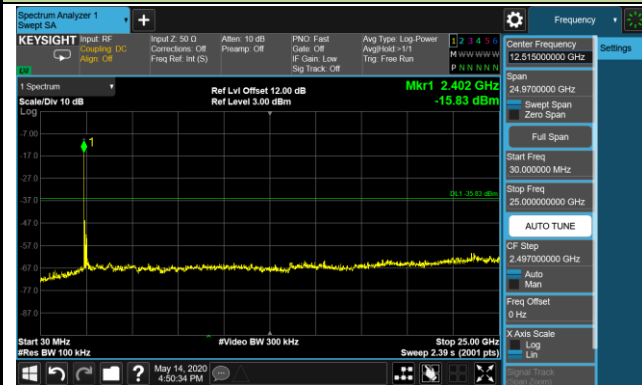 Spectrum Analyzer 1
Swept SA
Frequency
KEYSIGHT
Input: RF
Coupling: DC
Align: Off
Input Z: 50 Ω
Corrections: Off
Freq Ref: Int (S)
Atten: 10 dB
Preamp: Off
PNO: Fast
Gate: Off
IF Gain: Low
Sig Track: Off
Avg Type: Log-Power
Avg|Hold:>1/1
Trig: Free Run
1 2 3 4 5 6
M W W W W W
P N N N N N
1 Spectrum
Scale/Div 10 dB
Log
Ref Lvl Offset 12.00 dB
Ref Level 3.00 dBm
Mkr1 2.402 GHz
-15.83 dBm
-7.00
-17.0
-27.0
-37.0
-47.0
-57.0
-67.0
-77.0
-87.0
1
DL1 -35.83 dBm
Start 30 MHz
#Res BW 100 kHz
#Video BW 300 kHz
Stop 25.00 GHz
Sweep 2.39 s (2001 pts)
May 14, 2020
4:50:34 PM
Center Frequency
12.515000000 GHz
Settings
Span
24.9700000 GHz
Swept Span
Zero Span
Full Span
Start Freq
30.000000 MHz
Stop Freq
25.000000000 GHz
AUTO TUNE
CF Step
2.497000000 GHz
Auto
Man
Freq Offset
0 Hz
X Axis Scale
Log
Lin
Signal Track
(Span Zoom)